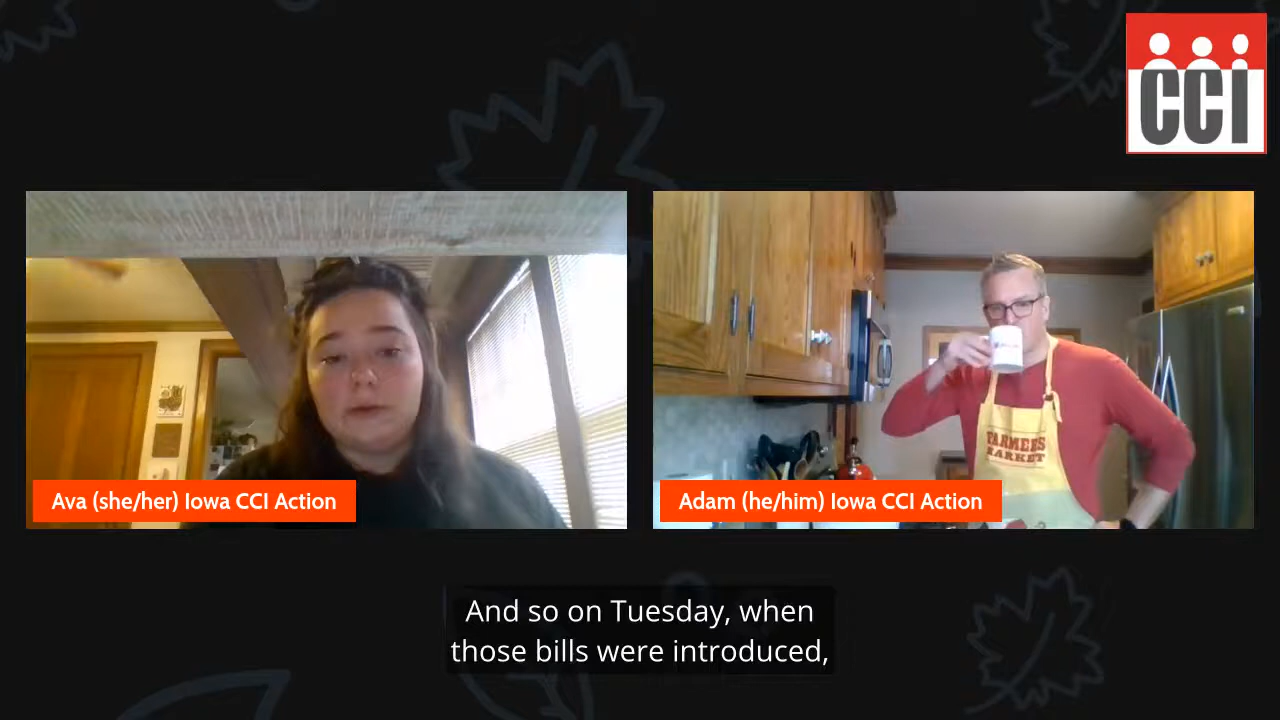 CCI
Ava (she/her) Iowa CCI Action
FARMERS
MARKET
Adam (he/him) Iowa CCI Action
And so on Tuesday, when
those bills were introduced,